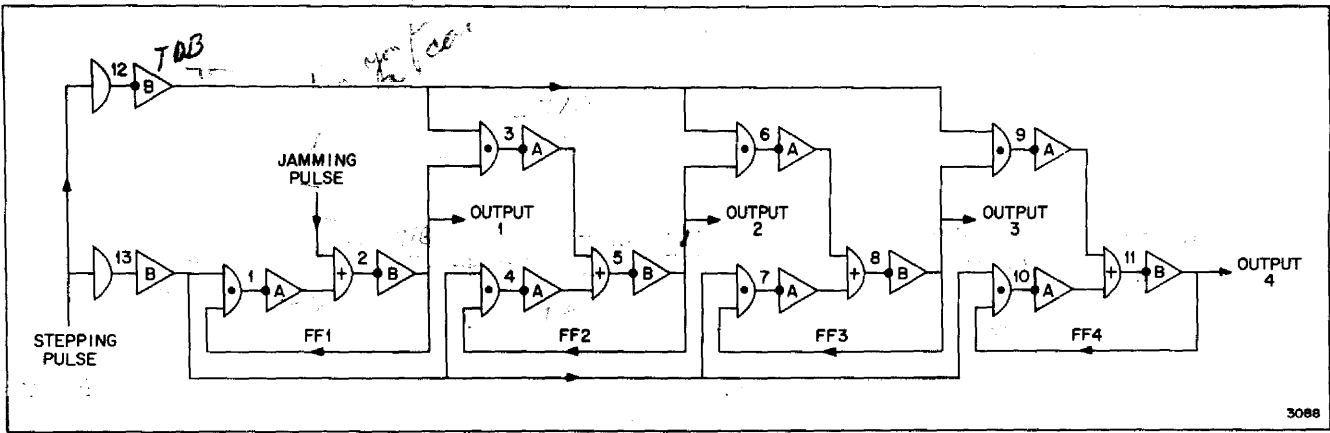 TDB
12
B
3
A
6
A
9
A
JAMMING
PULSE
OUTPUT
1
OUTPUT
2
OUTPUT
3
13
B
1
A
2
B
4
A
5
B
7
A
8
B
10
A
11
B
OUTPUT
4
+
+
+
+
STEPPING
PULSE
FF1
FF2
FF3
FF4
3088